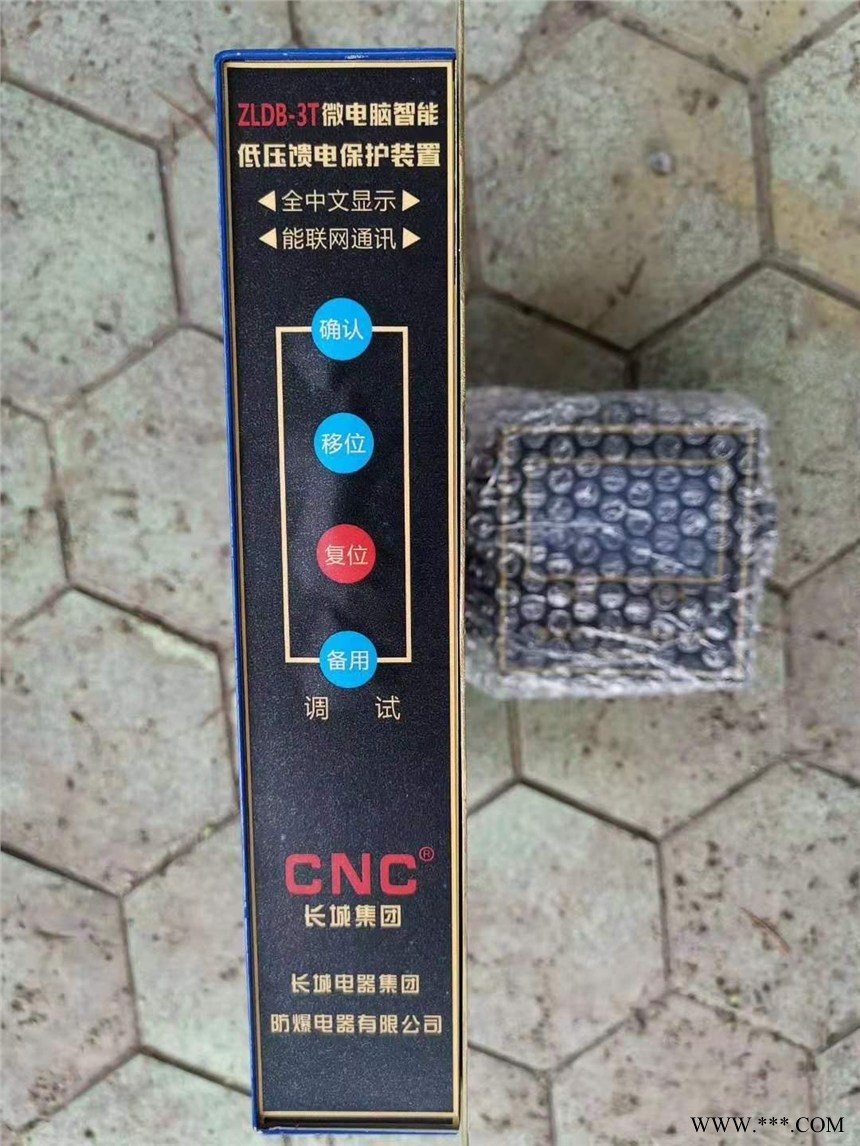 ZLDB-3T微电脑智能
低压馈电保护装置
◀全中文显示▶
◀能联网通讯▶
确认
移位
复位
备用
调 试
CNC®
长城集团
长城电器集团
防爆电器有限公司
WWW.***.COM